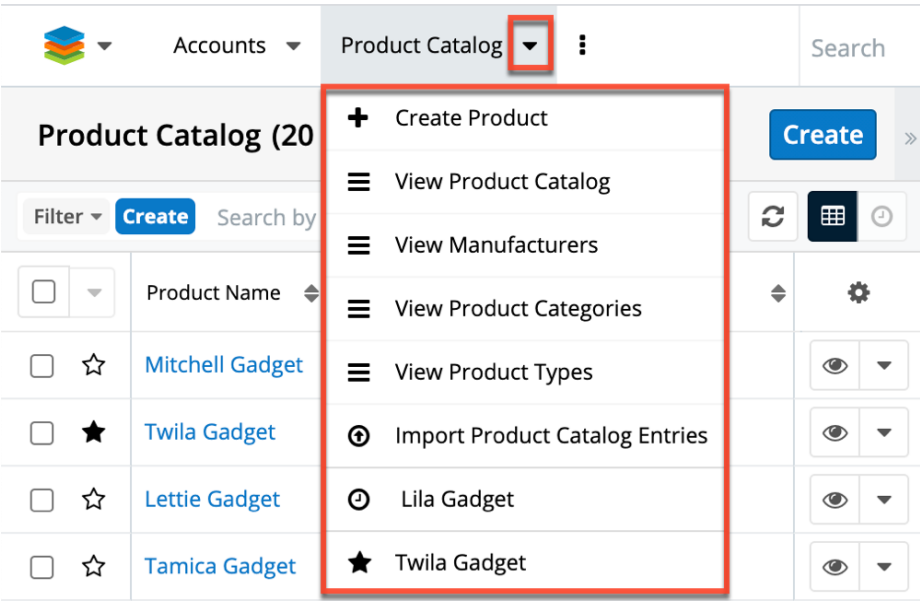 Accounts
Product Catalog
Search
Product Catalog (20
Create
»
Filter
Create
Search by
Product Name
Create Product
View Product Catalog
View Manufacturers
View Product Categories
View Product Types
Import Product Catalog Entries
Lila Gadget
Twila Gadget
Mitchell Gadget
Twila Gadget
Lettie Gadget
Tamica Gadget